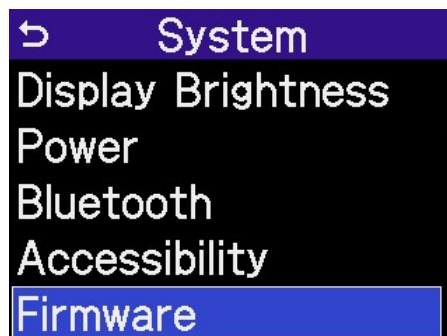 System
Display Brightness
Power
Bluetooth
Accessibility
Firmware